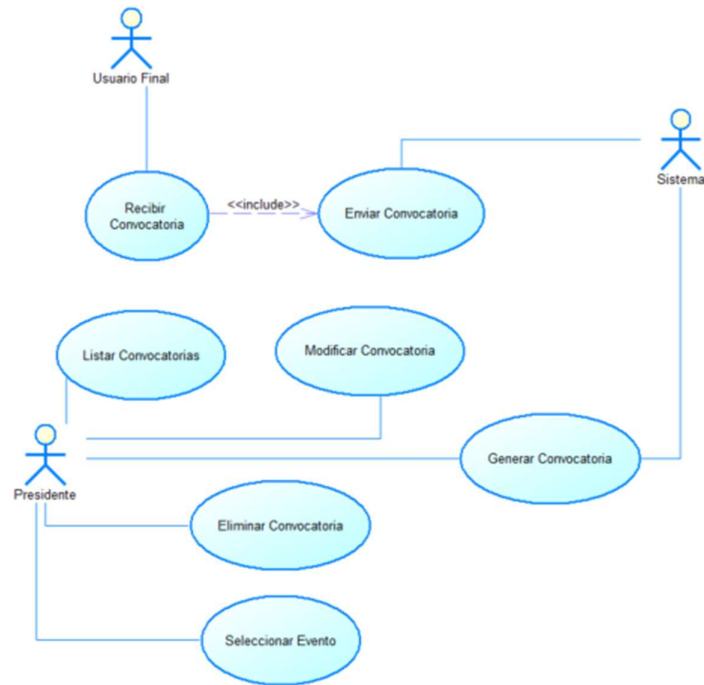 Usuario Final
Sistema
Recibir
Convocatoria
<<include>>
Enviar Convocatoria
Listar Convocatorias
Modificar Convocatoria
Presidente
Generar Convocatoria
Eliminar Convocatoria
Seleccionar Evento